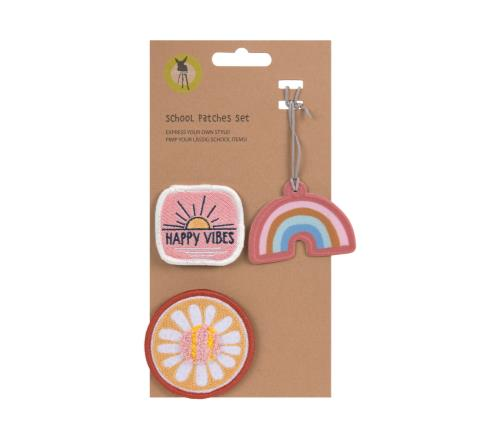 School Patches Set
EXPRESS YOUR OWN STYLE!
PIMP YOUR LÄSSIG SCHOOL ITEMS!
HAPPY VIBES